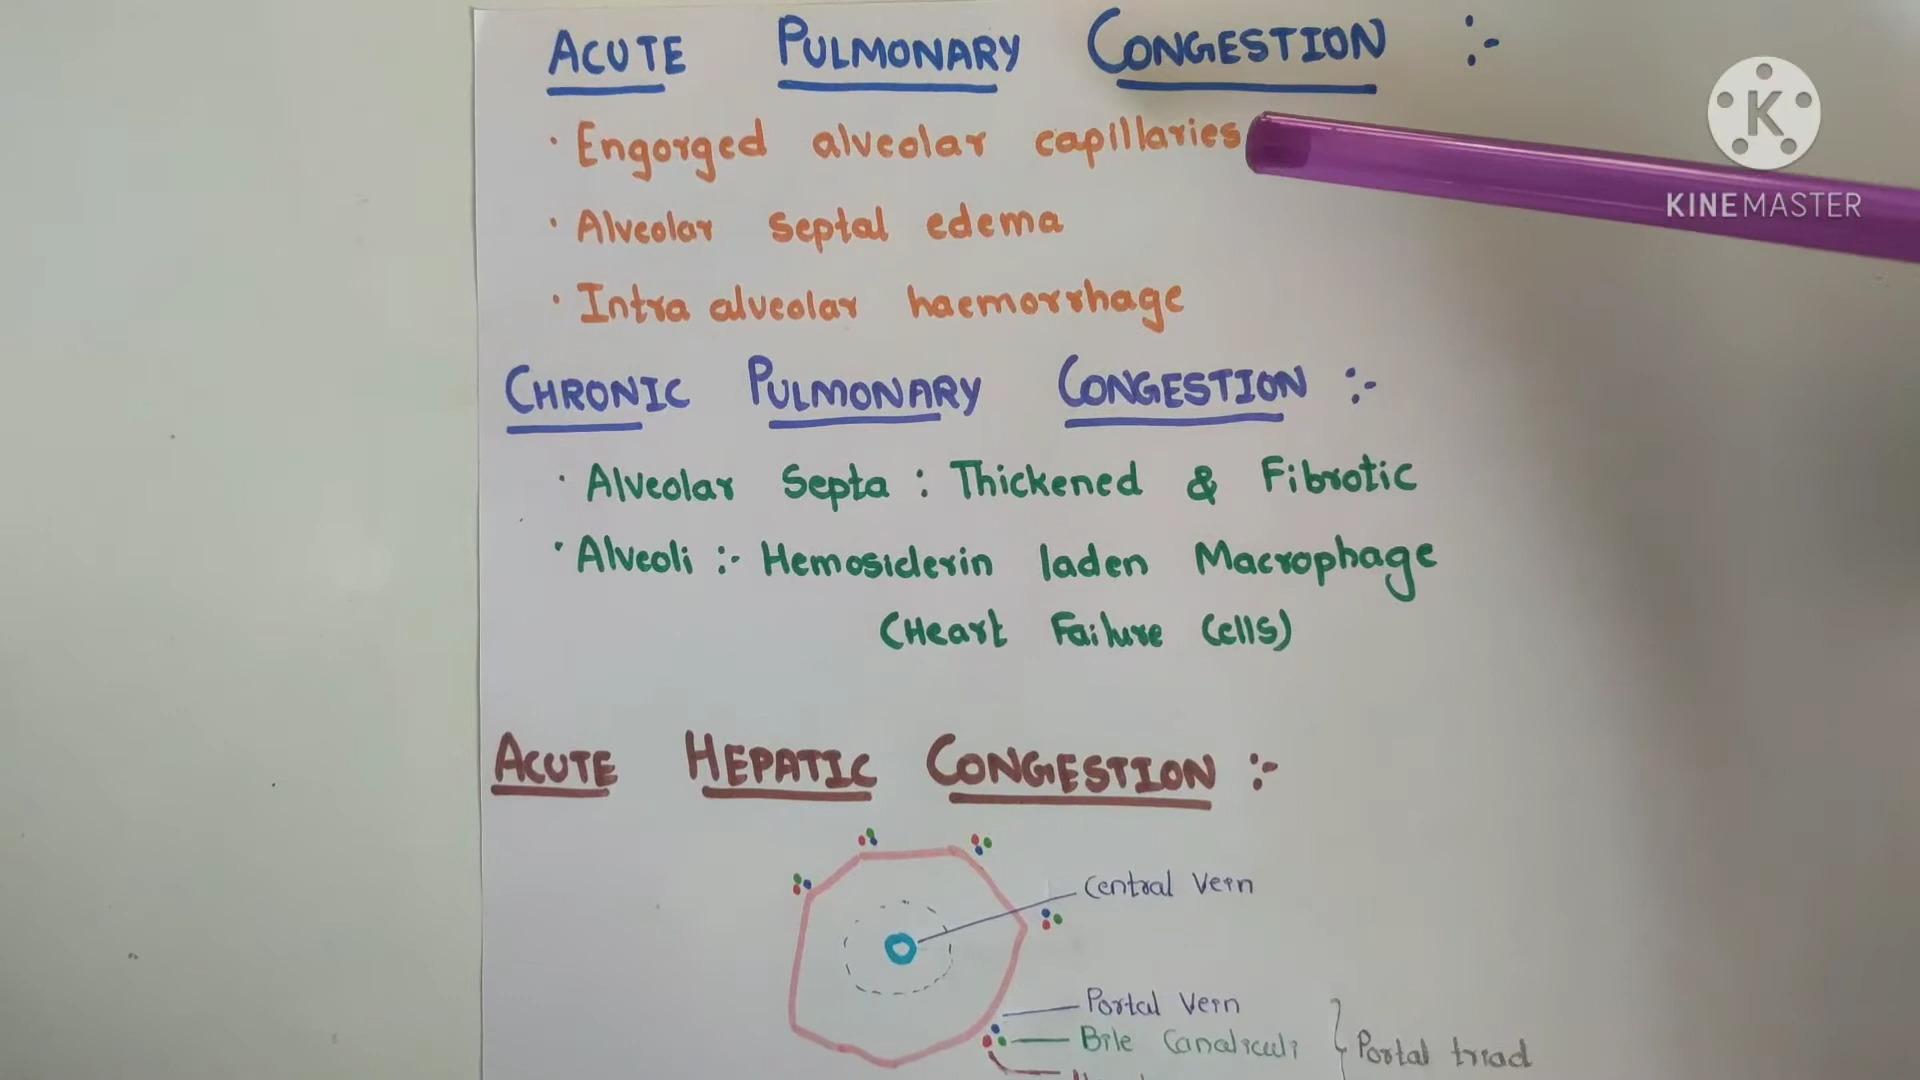 ACUTE PULMONARY CONGESTION :-
· Engorged alveolar capillaries
· Alveolar septal edema
· Intra alveolar haemorrhage
CHRONIC PULMONARY CONGESTION :-
· Alveolar Septa : Thickened & Fibrotic
· Alveoli :- Hemosiderin laden Macrophage
(Heart Failure Cells)
ACUTE HEPATIC CONGESTION :-
Central Vein
Portal Vein
Bile Canaliculi
Portal triad
K
KINEMASTER